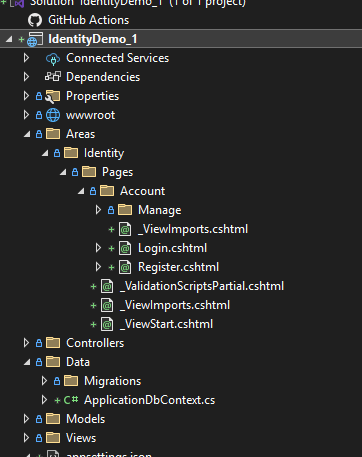 Solution 'IdentityDemo_1' (1 of 1 project)
GitHub Actions
IdentityDemo_1
Connected Services
Dependencies
Properties
wwwroot
Areas
Identity
Pages
Account
Manage
_ViewImports.cshtml
Login.cshtml
Register.cshtml
_ValidationScriptsPartial.cshtml
_ViewImports.cshtml
_ViewStart.cshtml
Controllers
Data
Migrations
C# ApplicationDbContext.cs
Models
Views
appsettings.json